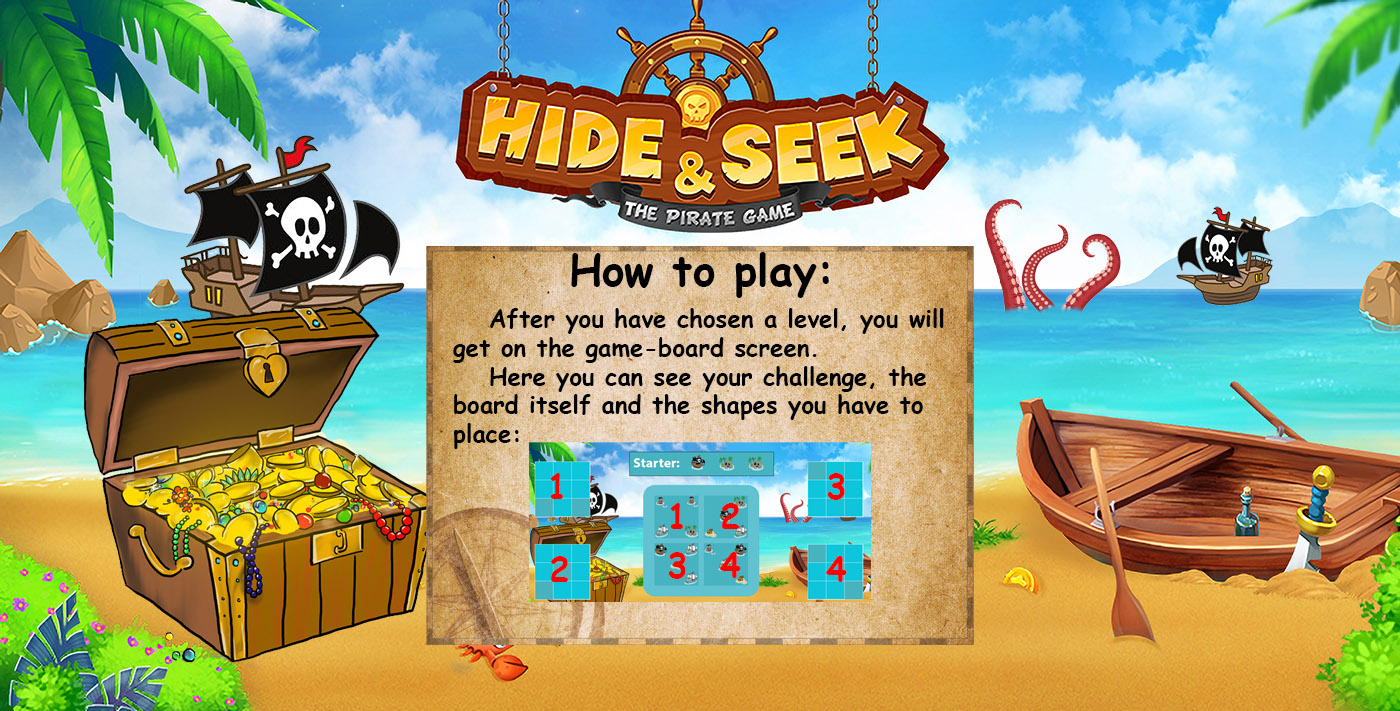 HIDE & SEEK
THE PIRATE GAME
How to play:
After you have chosen a level, you will
get on the game-board screen.
Here you can see your challenge, the
board itself and the shapes you have to
place:
Starter:
1
3
1 2
3 4
2
4